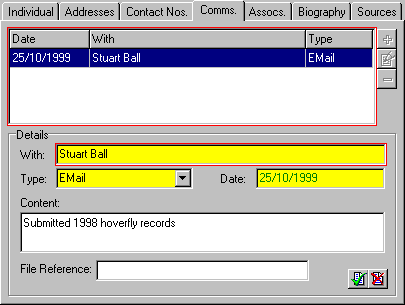 Individual Addresses Contact Nos. Comms. Assocs. Biography Sources
Date With Type
25/10/1999 Stuart Ball EMail
Details
With: Stuart Ball
Type: EMail Date: 25/10/1999
Content:
Submitted 1998 hoverfly records
File Reference: